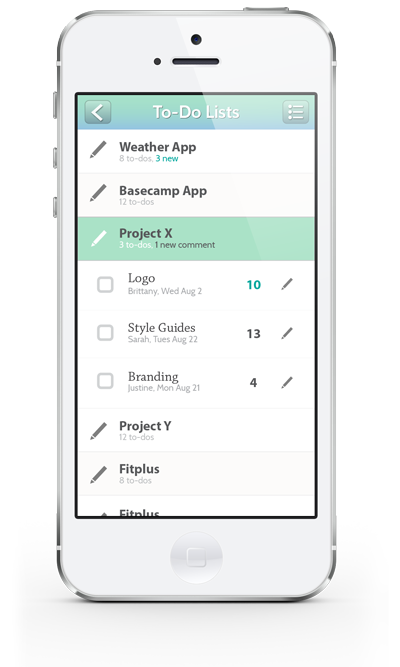 To-Do Lists
Weather App
8 to-dos, 3 new
Basecamp App
12 to-dos
Project X
3 to-dos, 1 new comment
Logo
10
Brittany, Wed Aug 2
Style Guides
13
Sarah, Tues Aug 22
Branding
4
Justine, Mon Aug 21
Project Y
12 to-dos
Fitplus
8 to-dos
Fitplus